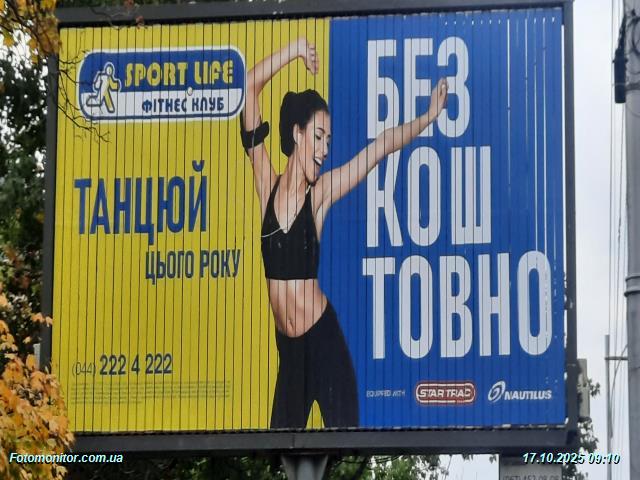 SPORT LIFE
ФІТНЕС КЛУБ
ТАНЦЮЙ
ЦЬОГО РОКУ
(044) 222 4 222
БЕЗ
КОШ
ТОВНО
EQUIPPED WITH
STAR TRAC
NAUTILUS
Fotomonitor.com.ua
17.10.2025 09:10